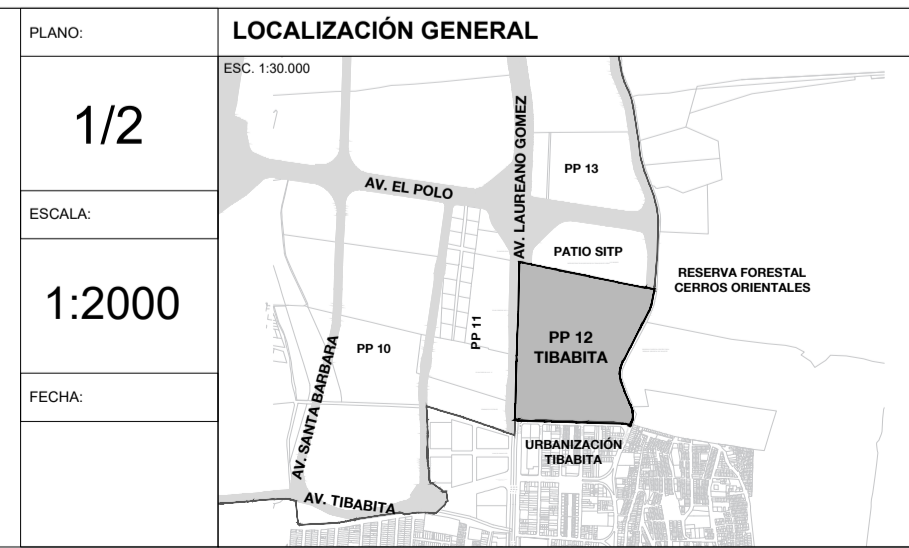 PLANO:
LOCALIZACIÓN GENERAL
1/2
ESCALA:
1:2000
FECHA:
ESC. 1:30.000
AV. LAUREANO GOMEZ
PP 13
AV. EL POLO
PATIO SITP
RESERVA FORESTAL
CERROS ORIENTALES
PP 11
PP 12
TIBABITA
PP 10
AV. SANTA BARBARA
URBANIZACIÓN
TIBABITA
AV. TIBABITA